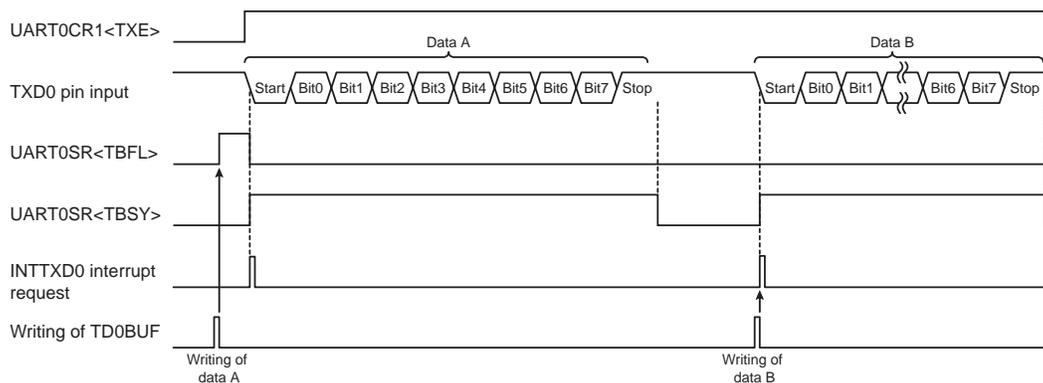 UART0CR1<TXE>
Data A
Data B
TXD0 pin input
Start Bit0 Bit1 Bit2 Bit3 Bit4 Bit5 Bit6 Bit7 Stop
Start Bit0 Bit1 Bit6 Bit7 Stop
UART0SR<TBFL>
UART0SR<TBSY>
INTTXD0 interrupt
request
Writing of TD0BUF
Writing of
data A
Writing of
data B